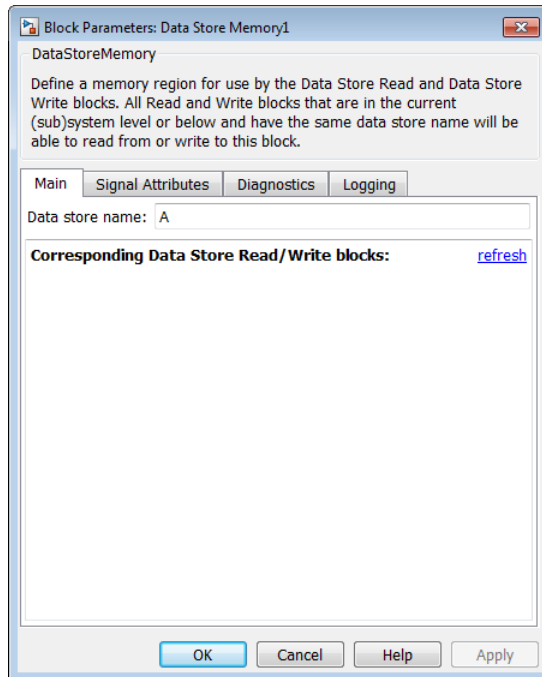 Block Parameters: Data Store Memory1
DataStoreMemory
Define a memory region for use by the Data Store Read and Data Store
Write blocks. All Read and Write blocks that are in the current
(sub)system level or below and have the same data store name will be
able to read from or write to this block.
Main Signal Attributes Diagnostics Logging
Data store name: A
Corresponding Data Store Read/Write blocks: refresh
OK Cancel Help Apply